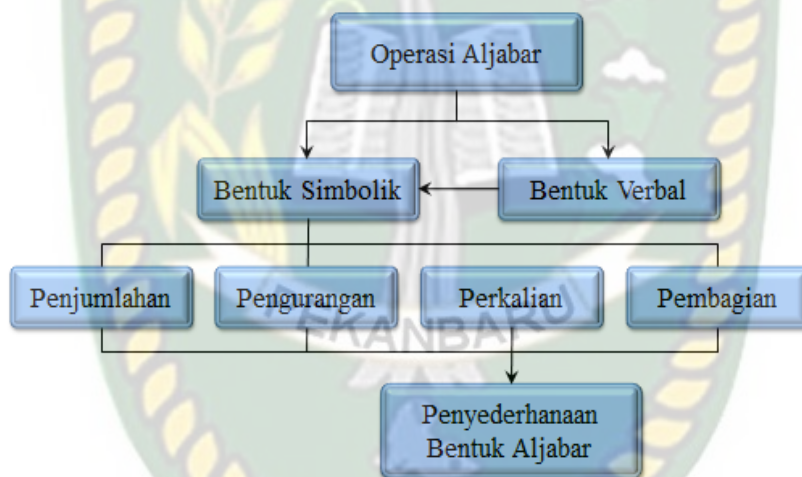 Operasi Aljabar
Bentuk Simbolik
Bentuk Verbal
Penjumlahan
Pengurangan
Perkalian
Pembagian
PEKANBARU
Penyederhanaan
Bentuk Aljabar